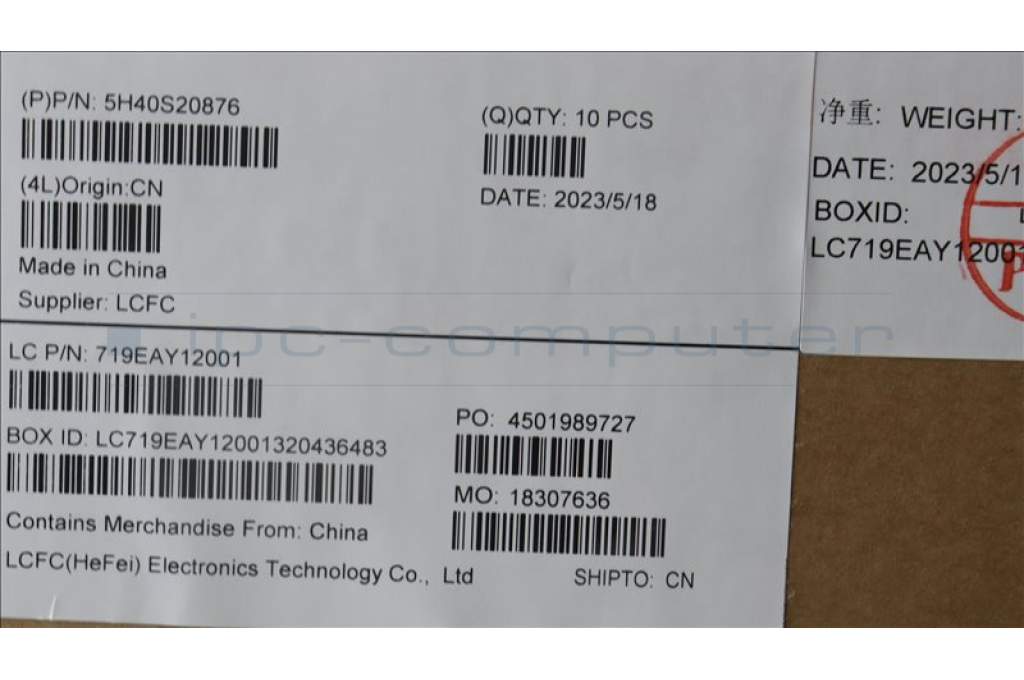 (P)P/N: 5H40S20876
(Q)QTY: 10 PCS
(4L)Origin:CN
DATE: 2023/5/18
Made in China
Supplier: LCFC
净重: WEIGHT:
DATE: 2023/5/1
BOXID:
LC719EAY12001
ipc-computer
LC P/N: 719EAY12001
PO: 4501989727
BOX ID: LC719EAY12001320436483
MO: 18307636
Contains Merchandise From: China
LCFC(HeFei) Electronics Technology Co., Ltd
SHIPTO: CN